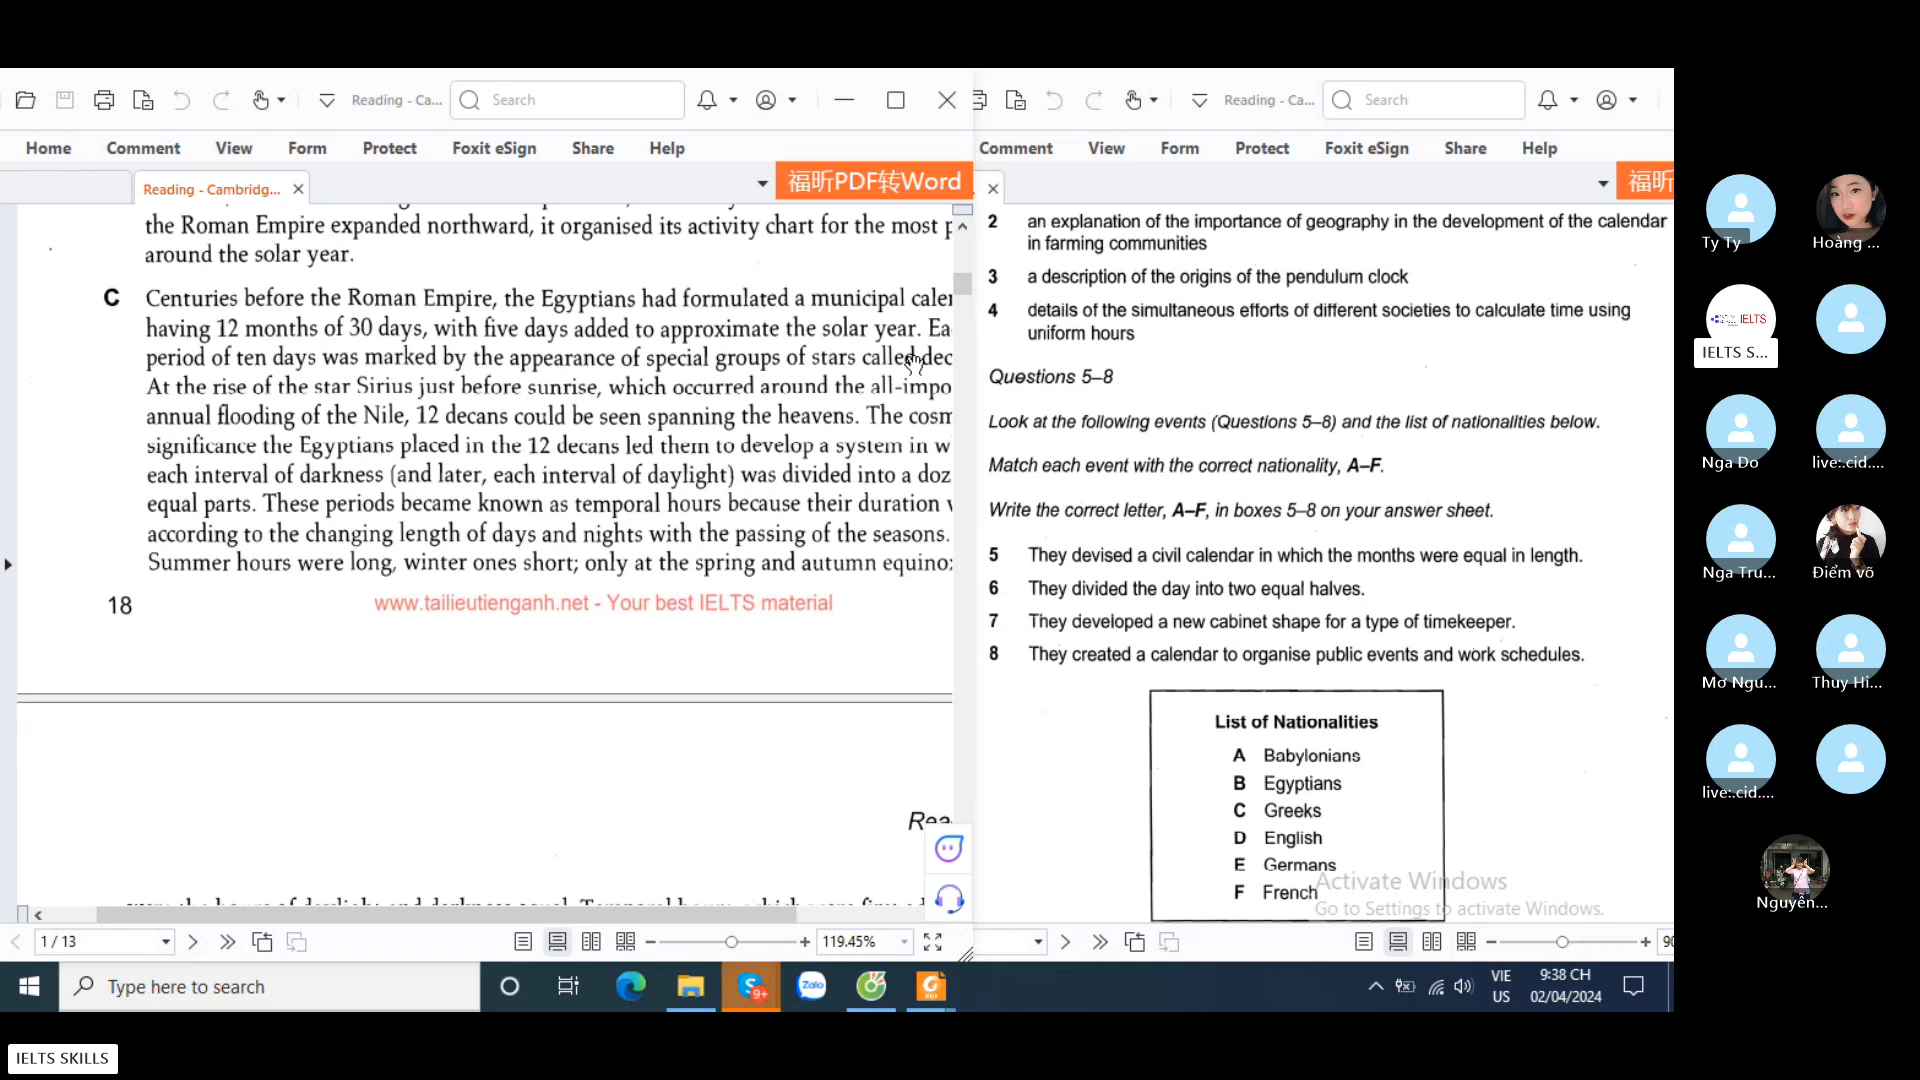 Reading - Ca...
Search
Reading - Ca...
Search
Home
Comment
View
Form
Protect
Foxit eSign
Share
Help
Comment
View
Form
Protect
Foxit eSign
Share
Help
Reading - Cambridg...
福昕PDF转Word
福昕
the Roman Empire expanded northward, it organised its activity chart for the most
around the solar year.
C Centuries before the Roman Empire, the Egyptians had formulated a municipal
having 12 months of 30 days, with five days added to approximate the solar year.
period of ten days was marked by the appearance of special groups of stars called
At the rise of the star Sirius just before sunrise, which occurred around the
annual flooding of the Nile, 12 decans could be seen spanning the heavens. The
significance the Egyptians placed in the 12 decans led them to develop a system in
each interval of darkness (and later, each interval of daylight) was divided into a
equal parts. These periods became known as temporal hours because their duration
according to the changing length of days and nights with the passing of the seasons.
Summer hours were long, winter ones short; only at the spring and autumn
18
www.tailieutienganh.net - Your best IELTS material
2 an explanation of the importance of geography in the development of the calendar
in farming communities
3 a description of the origins of the pendulum clock
4 details of the simultaneous efforts of different societies to calculate time using
uniform hours
Questions 5–8
Look at the following events (Questions 5–8) and the list of nationalities below.
Match each event with the correct nationality, A–F.
Write the correct letter, A–F, in boxes 5–8 on your answer sheet.
5 They devised a civil calendar in which the months were equal in length.
6 They divided the day into two equal halves.
7 They developed a new cabinet shape for a type of timekeeper.
8 They created a calendar to organise public events and work schedules.
List of Nationalities
A Babylonians
B Egyptians
C Greeks
D English
E Germans
F French
Activate Windows
Go to Settings to activate Windows.
1 / 13
119.45%
Type here to search
Zalo
9+
VIE
US
9:38 CH
02/04/2024
Ty Ty
Hoàng ...
IELTS
IELTS S...
Nga Do
live:.cid....
Nga Tru...
Điểm võ
Mơ Ngu...
Thuy Hi...
live:.cid....
Nguyễn...
IELTS SKILLS